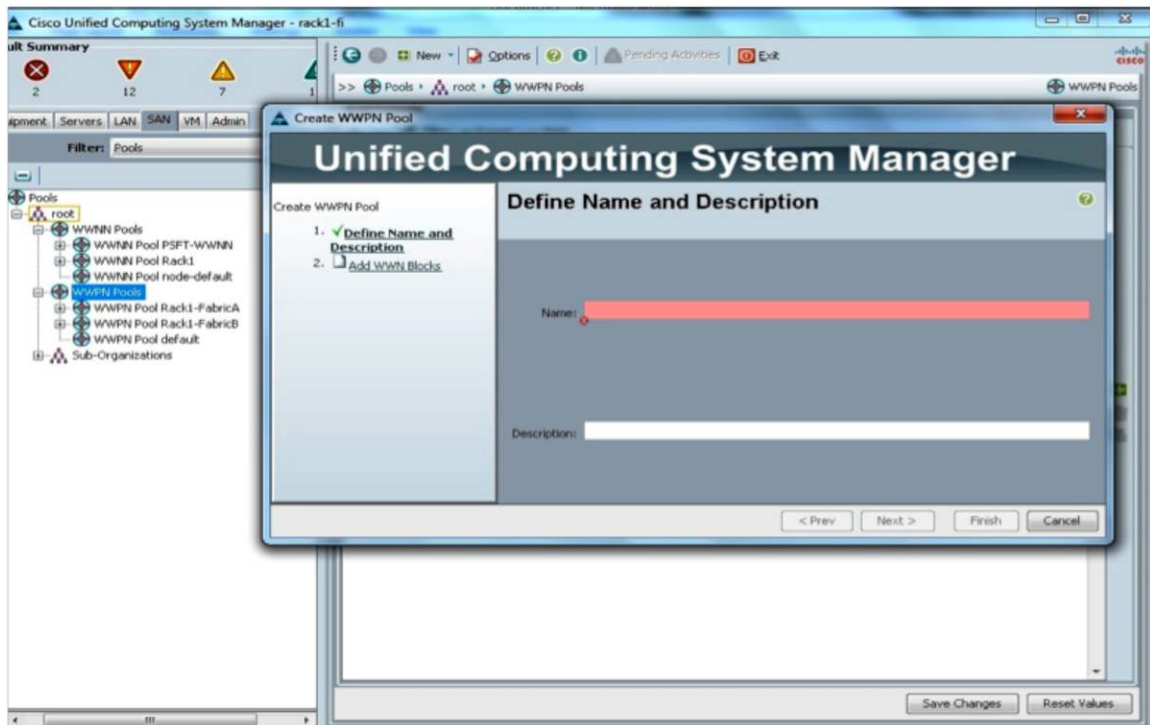 Cisco Unified Computing System Manager - rack1-fi
ult Summary
2 12 7 1
New Options Pending Activities Exit
CISCO
>> Pools root WWPN Pools
WWPN Pools
ipment Servers LAN SAN VM Admin
Filter: Pools
Pools
root
WWNN Pools
WWNN Pool PSFT-WWNN
WWNN Pool Rack1
WWNN Pool node-default
WWPN Pools
WWPN Pool Rack1-FabricA
WWPN Pool Rack1-FabricB
WWPN Pool default
Sub-Organizations
Create WWPN Pool
Unified Computing System Manager
Create WWPN Pool
1. Define Name and
Description
2. Add WWN Blocks
Define Name and Description
Name:
Description:
< Prev Next > Finish Cancel
Save Changes Reset Values